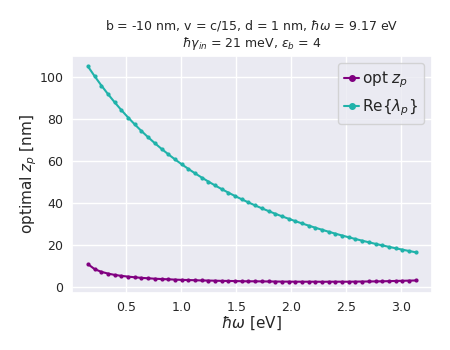 b = -10 nm, v = c/15, d = 1 nm, ℏω = 9.17 eV
ℏγ_{in} = 21 meV, ε_b = 4
opt z_p
Re{λ_p}
optimal z_p [nm]
100
80
60
40
20
0
0.5 1.0 1.5 2.0 2.5 3.0
ℏω [eV]